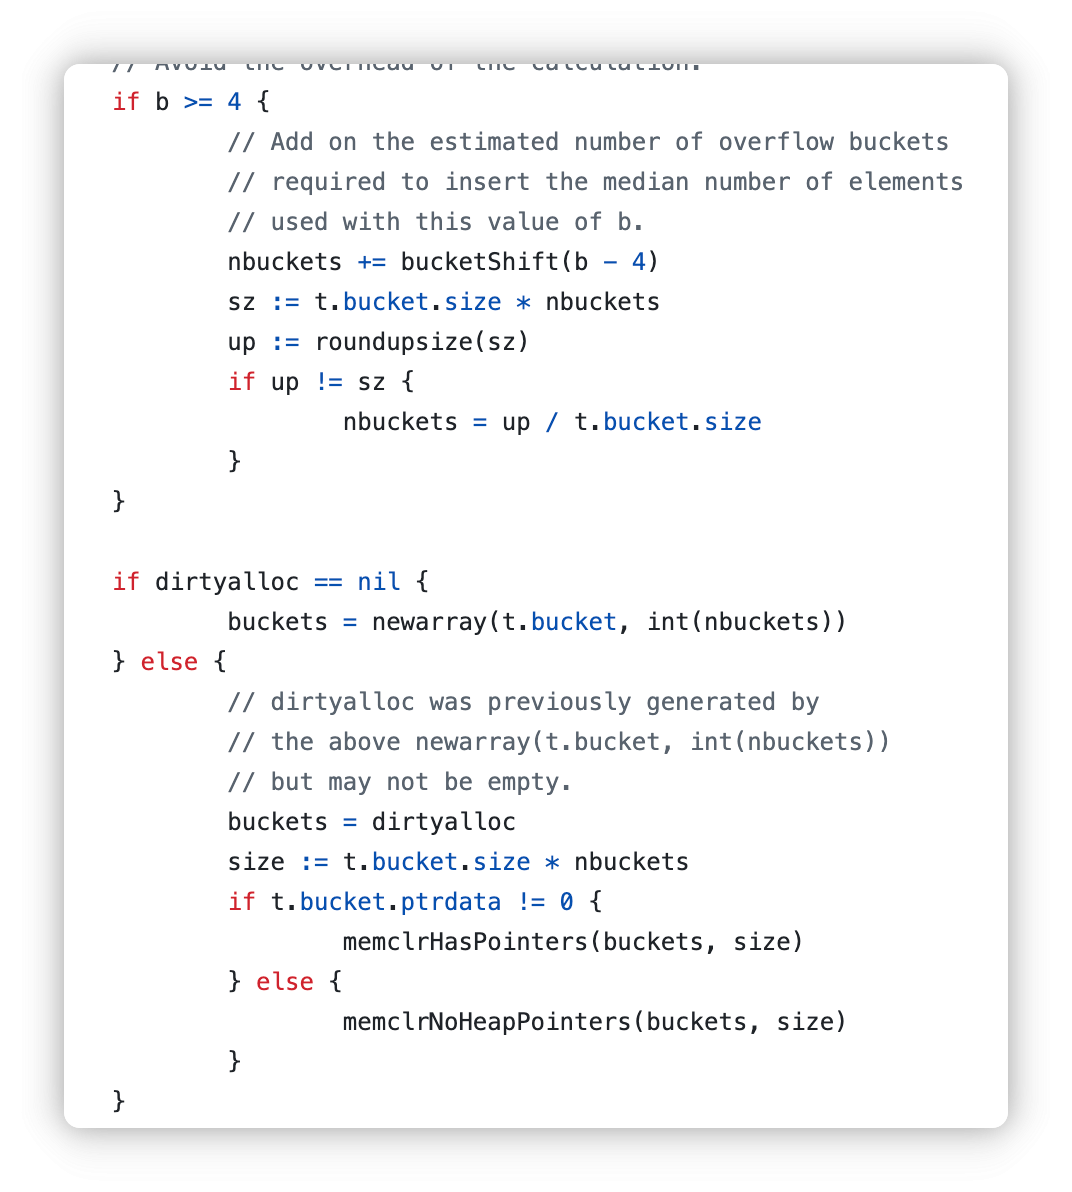 // Avoid the overhead of the calculation.
if b >= 4 {
// Add on the estimated number of overflow buckets
// required to insert the median number of elements
// used with this value of b.
nbuckets += bucketShift(b - 4)
sz := t.bucket.size * nbuckets
up := roundupsize(sz)
if up != sz {
nbuckets = up / t.bucket.size
}
}
if dirtyalloc == nil {
buckets = newarray(t.bucket, int(nbuckets))
} else {
// dirtyalloc was previously generated by
// the above newarray(t.bucket, int(nbuckets))
// but may not be empty.
buckets = dirtyalloc
size := t.bucket.size * nbuckets
if t.bucket.ptrdata != 0 {
memclrHasPointers(buckets, size)
} else {
memclrNoHeapPointers(buckets, size)
}
}